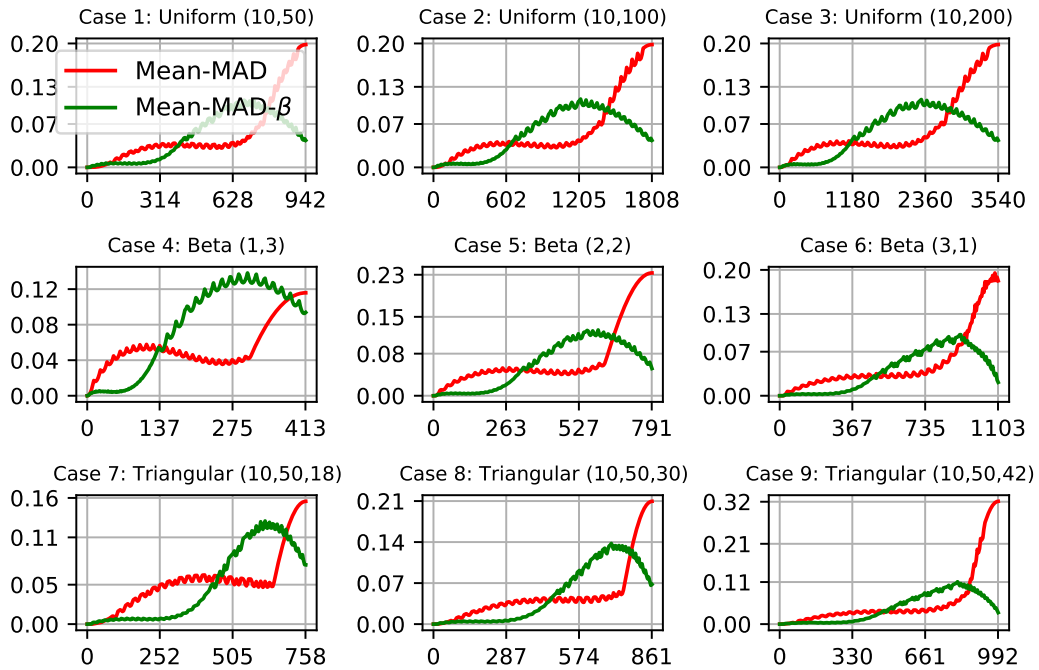 Case 1: Uniform (10,50)
0.20
0.13
0.07
0.00
0 314 628 942
Mean-MAD
Mean-MAD-β
Case 2: Uniform (10,100)
0.20
0.13
0.07
0.00
0 602 1205 1808
Case 3: Uniform (10,200)
0.20
0.13
0.07
0.00
0 1180 2360 3540
Case 4: Beta (1,3)
0.12
0.08
0.04
0.00
0 137 275 413
Case 5: Beta (2,2)
0.23
0.15
0.08
0.00
0 263 527 791
Case 6: Beta (3,1)
0.20
0.13
0.07
0.00
0 367 735 1103
Case 7: Triangular (10,50,18)
0.16
0.11
0.05
0.00
0 252 505 758
Case 8: Triangular (10,50,30)
0.21
0.14
0.07
0.00
0 287 574 861
Case 9: Triangular (10,50,42)
0.32
0.21
0.11
0.00
0 330 661 992